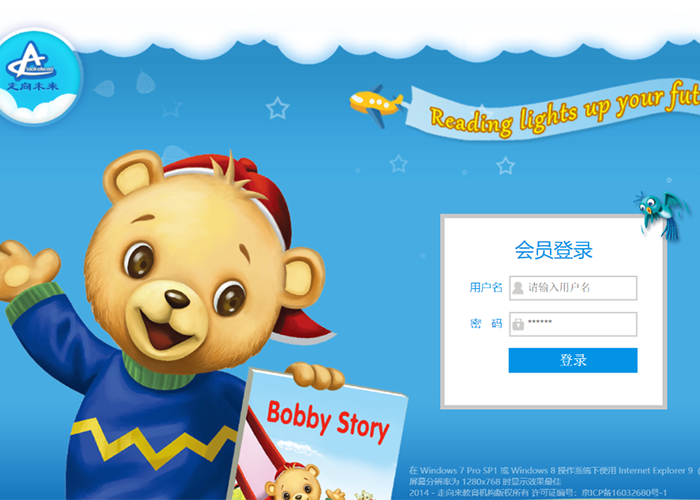 走向未来
Reading lights up your fut
会员登录
用户名 请输入用户名
密 码 ******
登录
Bobby Story
在 Windows 7 Pro SP1 或 Windows 8 操作系统下使用 Internet Explorer 9 (
屏幕分辨率为 1280x768 时显示效果最佳
2014 - 走向未来教育机构版权所有 许可证编号：京ICP备16032680号-1